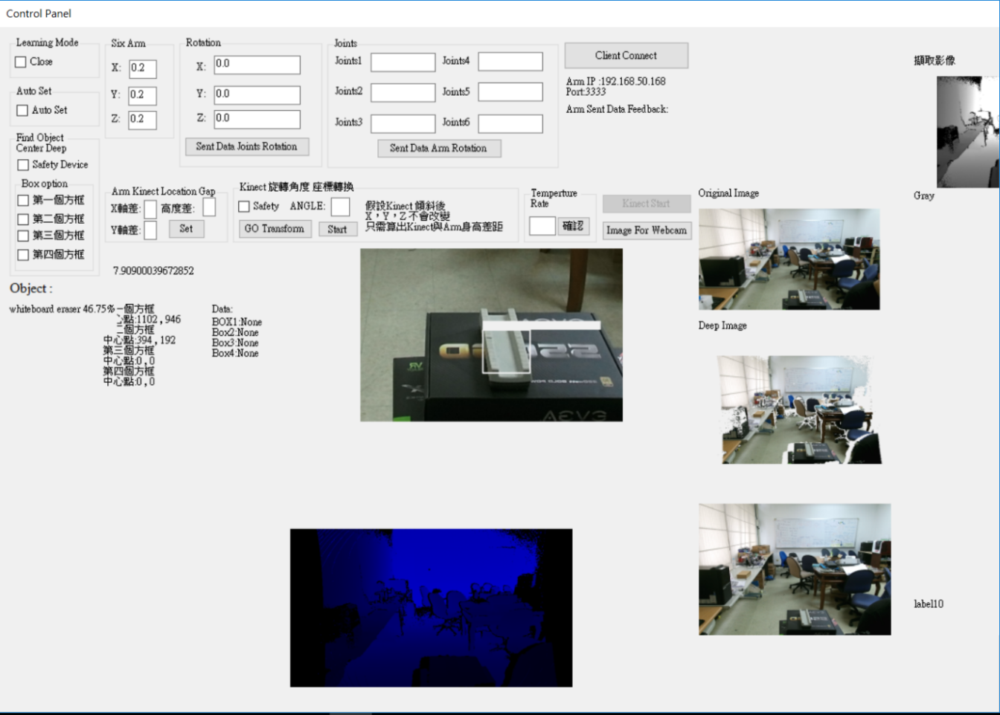 Control Panel
Learning Mode
Close
Auto Set
Auto Set
Find Object
Center Deep
Safety Device
Box option
第一個方框
第二個方框
第三個方框
第四個方框
Six Arm
X: 0.2
Y: 0.2
Z: 0.2
Rotation
X: 0.0
Y: 0.0
Z: 0.0
Sent Data Joints Rotation
Joints
Joints1 Joints4
Joints2 Joints5
Joints3 Joints6
Sent Data Arm Rotation
Client Connect
Arm IP :192.168.50.168
Port:3333
Arm Sent Data Feedback:
Arm Kinect Location Gap
X軸差: 高度差:
Y軸差: Set
Kinect 旋轉角度 座標轉換
Safety ANGLE:
GO Transform Start
假設Kinect 傾斜後
X，Y，Z 不會改變
只需算出Kinect與Arm身高差距
Temperture
Rate
確認
Kinect Start
Image For Webcam
7.90900039672852
Object :
whiteboard eraser 46.75%
一個方框
心點:1102 , 946
二個方框
中心點:394 , 192
第三個方框
中心點:0 , 0
第四個方框
中心點:0 , 0
Data:
BOX1:None
Box2:None
Box3:None
Box4:None
擷取影像
Gray
Original Image
Deep Image
label10